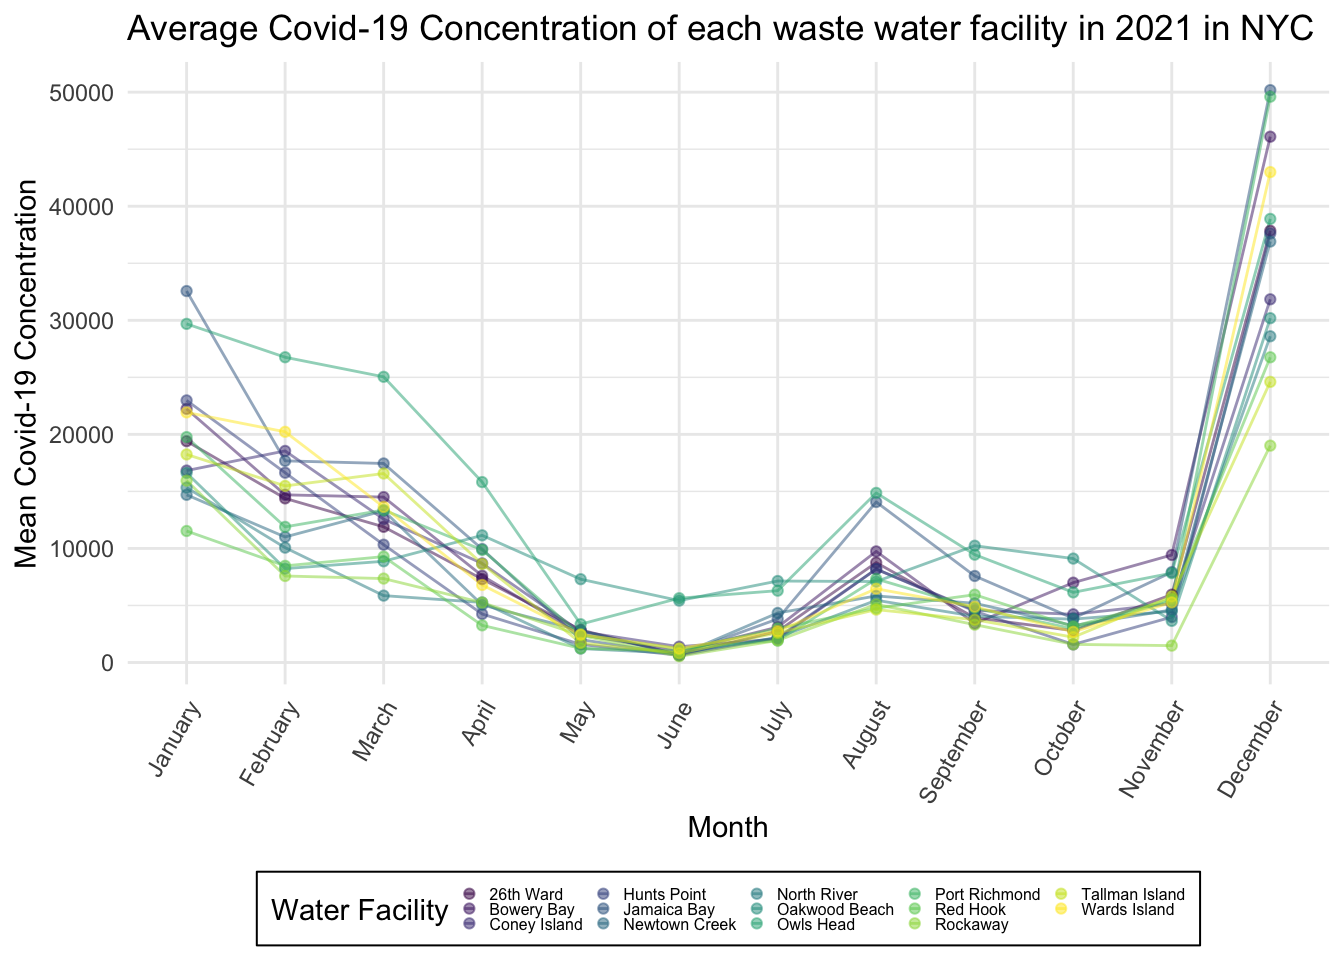 Average Covid-19 Concentration of each waste water facility in 2021 in NYC
Mean Covid-19 Concentration
50000
40000
30000
20000
10000
0
January
February
March
April
May
June
July
August
September
October
November
December
Month
Water Facility
26th Ward
Bowery Bay
Coney Island
Hunts Point
Jamaica Bay
Newtown Creek
North River
Oakwood Beach
Owls Head
Port Richmond
Red Hook
Rockaway
Tallman Island
Wards Island